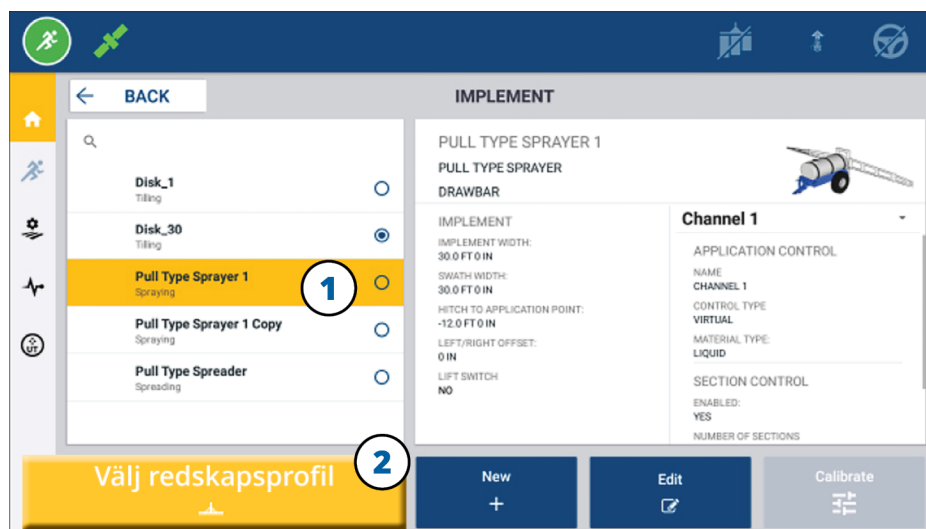 BACK
IMPLEMENT
Disk_1
Tilling
Disk_30
Tilling
Pull Type Sprayer 1
Spraying
1
Pull Type Sprayer 1 Copy
Spraying
Pull Type Spreader
Spreading
PULL TYPE SPRAYER 1
PULL TYPE SPRAYER
DRAWBAR
IMPLEMENT
IMPLEMENT WIDTH:
30.0 FT 0 IN
SWATH WIDTH:
30.0 FT 0 IN
HITCH TO APPLICATION POINT:
-12.0 FT 0 IN
LEFT/RIGHT OFFSET:
0 IN
LIFT SWITCH
NO
Channel 1
APPLICATION CONTROL
NAME
CHANNEL 1
CONTROL TYPE
VIRTUAL
MATERIAL TYPE:
LIQUID
SECTION CONTROL
ENABLED:
YES
NUMBER OF SECTIONS
UT
Välj redskapsprofil
2
New
Edit
Calibrate